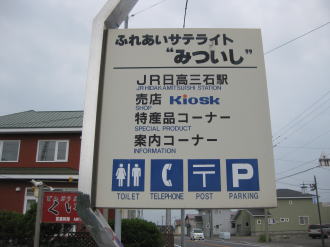 ふれあいサテライト
"みついし"
JR日高三石駅
JR HIDAKAMITSUISHI STATION
売店 Kiosk
SHOP
特産品コーナー
SPECIAL PRODUCT
案内コーナー
INFORMATION
〒 P
TOILET TELEPHONE POST PARKING